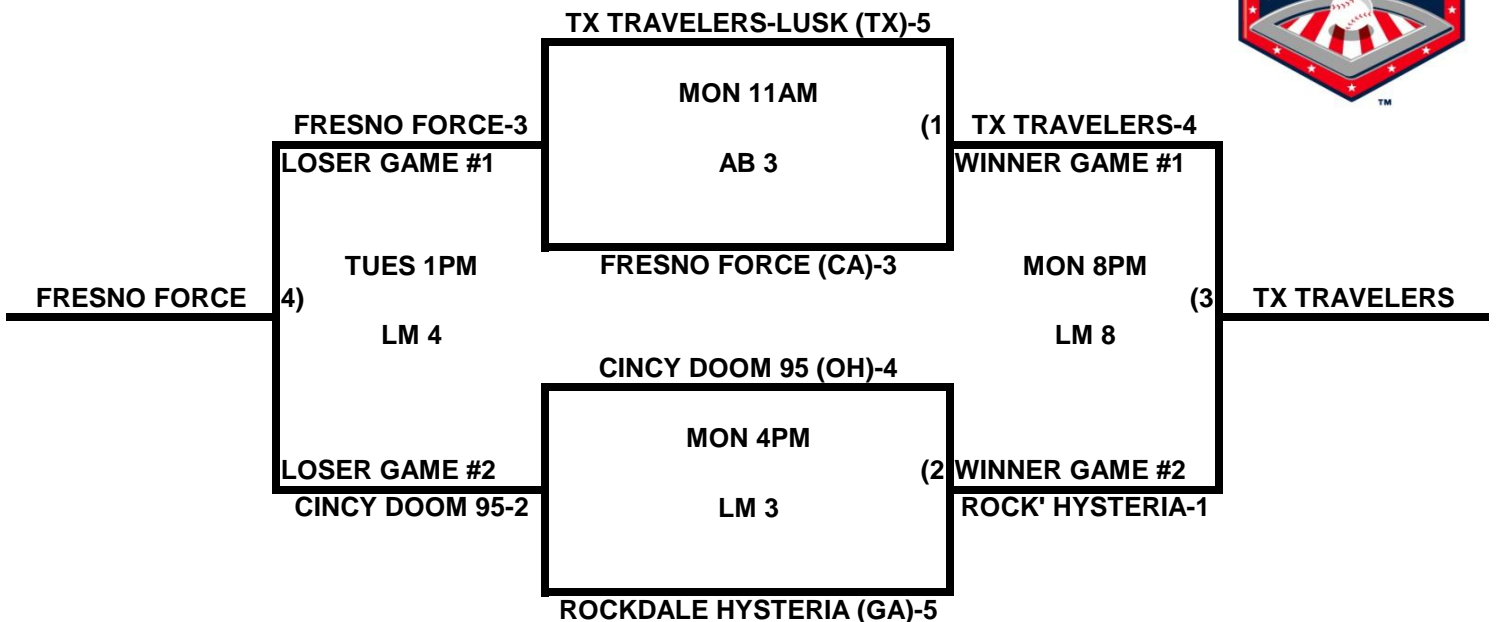 TX TRAVELERS-LUSK (TX)-5
MON 11AM
FRESNO FORCE-3
(1
TX TRAVELERS-4
LOSER GAME #1
AB 3
WINNER GAME #1
TUES 1PM
FRESNO FORCE (CA)-3
MON 8PM
FRESNO FORCE
4)
(3
TX TRAVELERS
LM 4
LM 8
CINCY DOOM 95 (OH)-4
MON 4PM
LOSER GAME #2
(2
WINNER GAME #2
CINCY DOOM 95-2
LM 3
ROCK' HYSTERIA-1
ROCKDALE HYSTERIA (GA)-5
TM